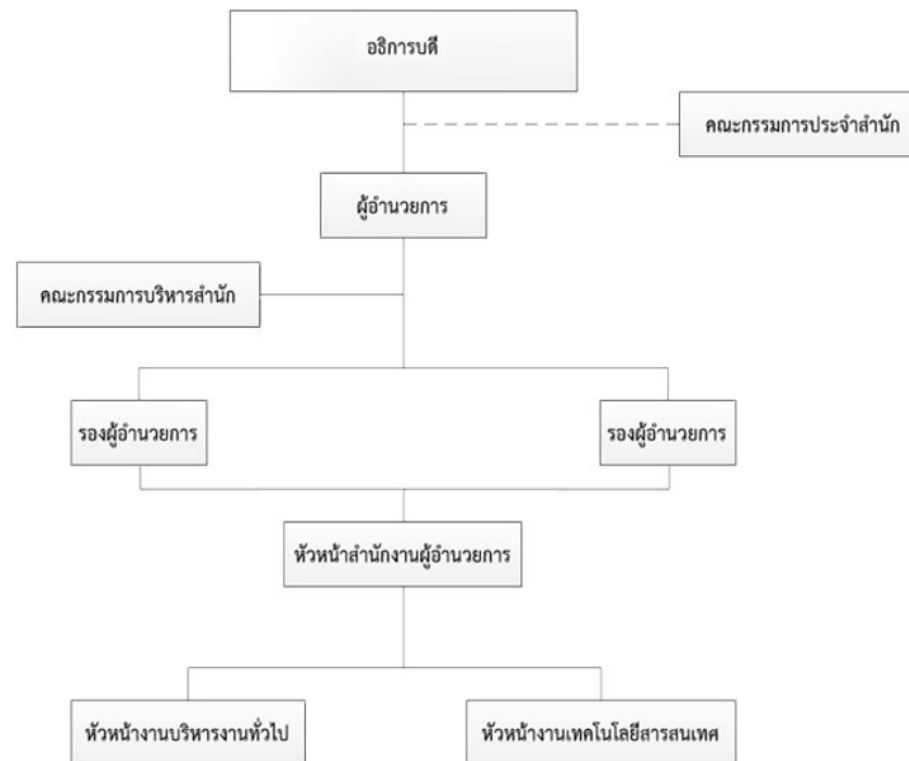 อธิการบดี
คณะกรรมการประจำสำนัก
ผู้อำนวยการ
คณะกรรมการบริหารสำนัก
รองผู้อำนวยการ
รองผู้อำนวยการ
หัวหน้าสำนักงานผู้อำนวยการ
หัวหน้างานบริหารงานทั่วไป
หัวหน้างานเทคโนโลยีสารสนเทศ